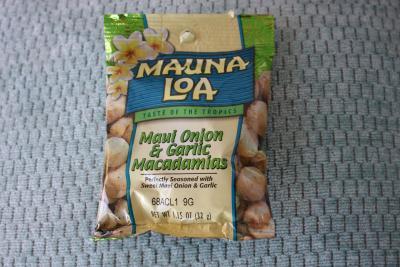 MAUNA
LOA
TASTE OF THE TROPICS
Maui Onion
& Garlic
Macadamias
Perfectly Seasoned with
Sweet Maui Onion & Garlic
68ACL1 9G
NET WT 1.15 OZ (32 g)